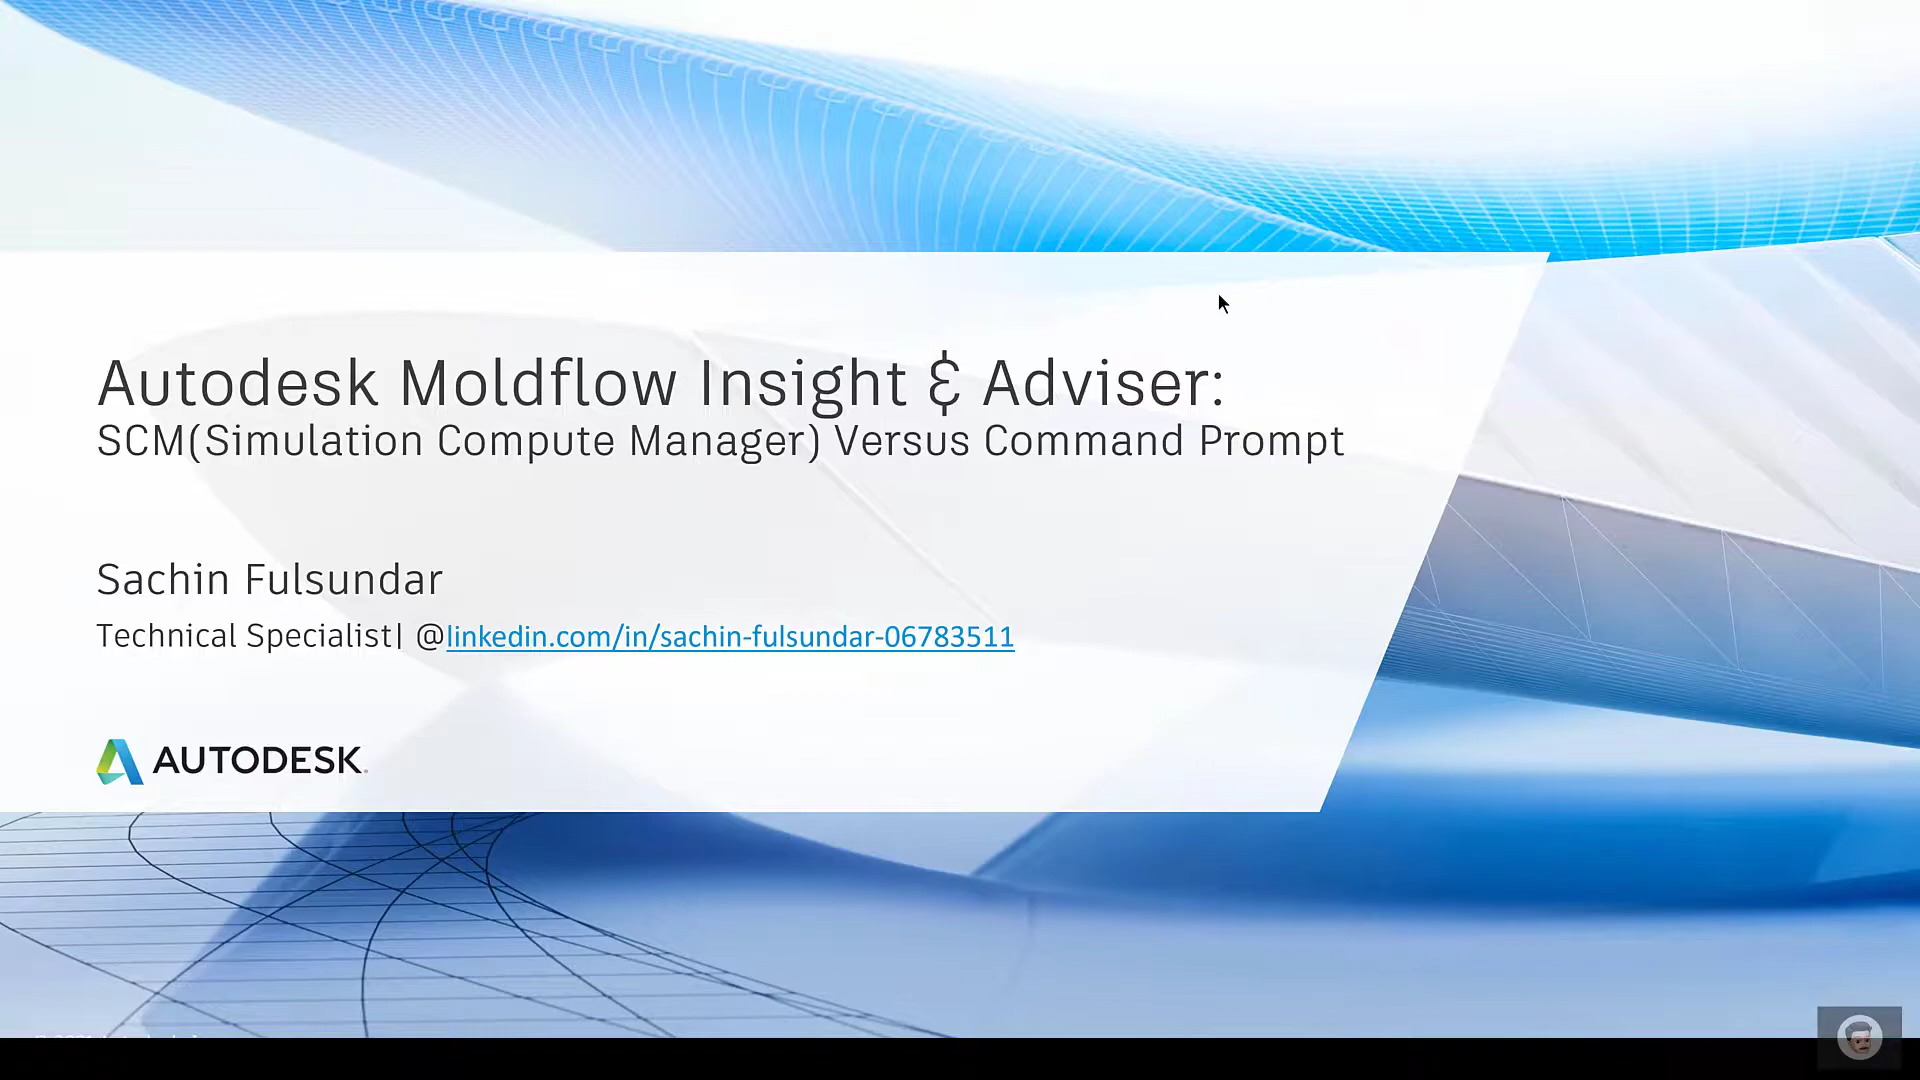 Autodesk Moldflow Insight & Adviser:
SCM(Simulation Compute Manager) Versus Command Prompt
Sachin Fulsundar
Technical Specialist| @linkedin.com/in/sachin-fulsundar-06783511
AUTODESK.